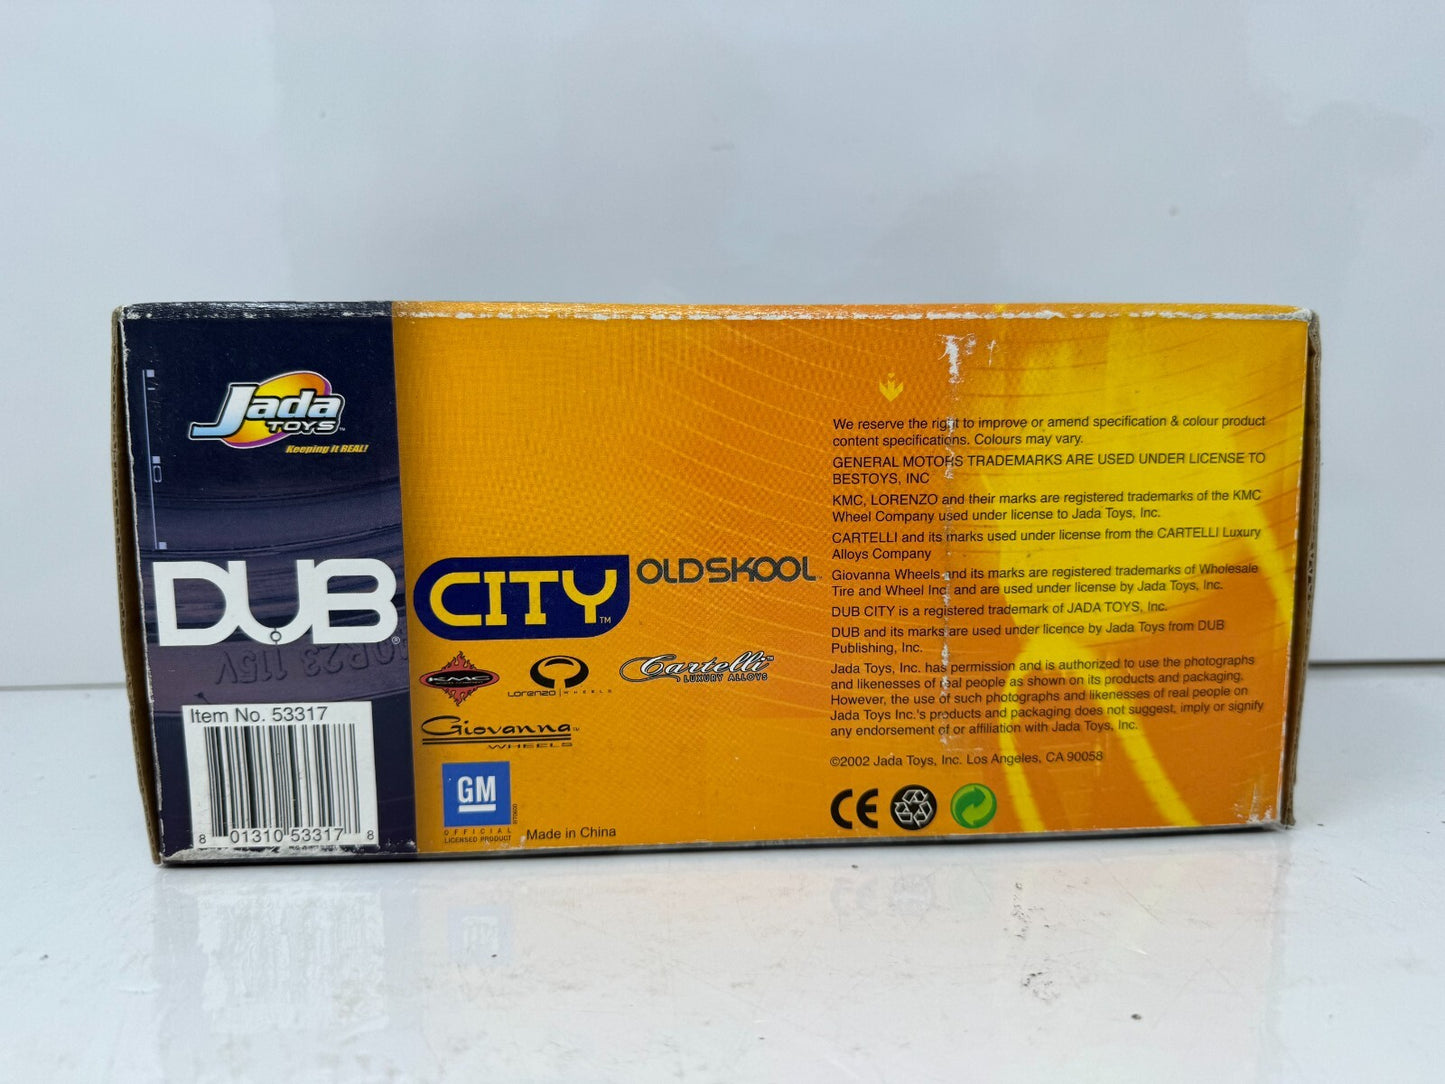 Jada
TOYS™
Keeping it REAL!
DUB®
CITY™
OLDSKOOL
KMC
LORENZO | WHEELS
Cartelli™
LUXURY ALLOYS
Giovanna™
WHEELS
GM
OFFICIAL
LICENSED PRODUCT
Made in China
10R23 115V
Item No. 53317
8 01310 53317 8
We reserve the right to improve or amend specification & colour product
content specifications. Colours may vary.
GENERAL MOTORS TRADEMARKS ARE USED UNDER LICENSE TO
BESTOYS, INC
KMC, LORENZO and their marks are registered trademarks of the KMC
Wheel Company used under license to Jada Toys, Inc.
CARTELLI and its marks used under license from the CARTELLI Luxury
Alloys Company
Giovanna Wheels and its marks are registered trademarks of Wholesale
Tire and Wheel Inc. and are used under license by Jada Toys, Inc.
DUB CITY is a registered trademark of JADA TOYS, Inc.
DUB and its marks are used under licence by Jada Toys from DUB
Publishing, Inc.
Jada Toys, Inc. has permission and is authorized to use the photographs
and likenesses of real people as shown on its products and packaging.
However, the use of such photographs and likenesses of real people on
Jada Toys Inc.'s products and packaging does not suggest, imply or signify
any endorsement of or affiliation with Jada Toys, Inc.
©2002 Jada Toys, Inc. Los Angeles, CA 90058
CE